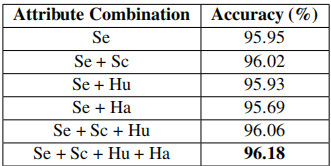 Attribute Combination Accuracy (%)
Se 95.95
Se + Sc 96.02
Se + Hu 95.93
Se + Ha 95.69
Se + Sc + Hu 96.06
Se + Sc + Hu + Ha 96.18